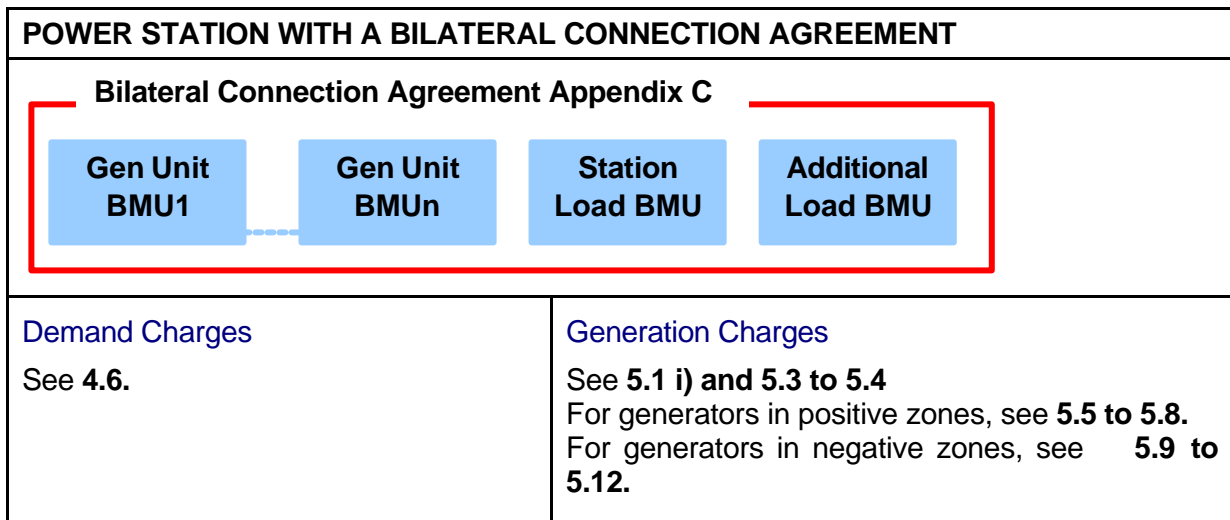 POWER STATION WITH A BILATERAL CONNECTION AGREEMENT
Bilateral Connection Agreement Appendix C
Gen Unit
BMU1
Gen Unit
BMUn
Station
Load BMU
Additional
Load BMU
Demand Charges
See 4.6.
Generation Charges
See 5.1 i) and 5.3 to 5.4
For generators in positive zones, see 5.5 to 5.8.
For generators in negative zones, see 5.9 to
5.12.